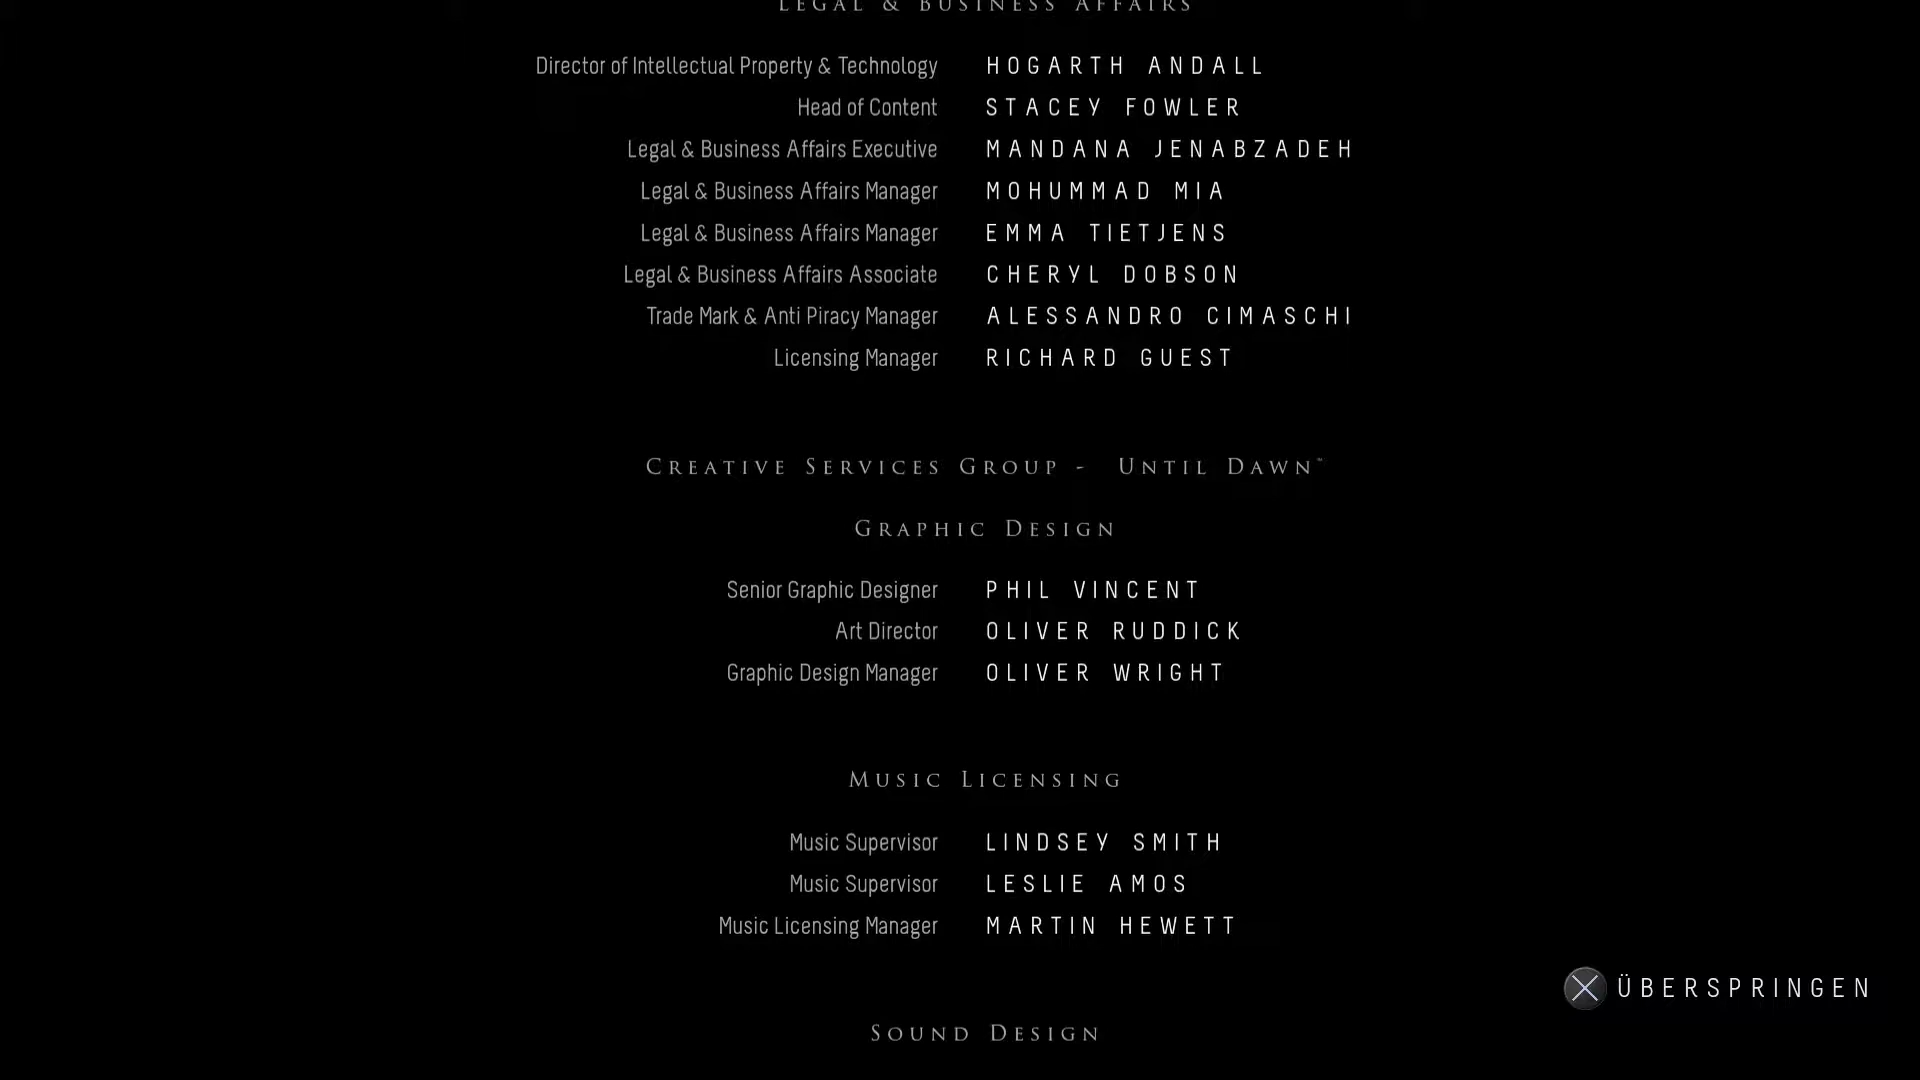 LEGAL & BUSINESS AFFAIRS
Director of Intellectual Property & Technology HOGARTH ANDALL
Head of Content STACEY FOWLER
Legal & Business Affairs Executive MANDANA JENABZADEH
Legal & Business Affairs Manager MOHUMMAD MIA
Legal & Business Affairs Manager EMMA TIETJENS
Legal & Business Affairs Associate CHERYL DOBSON
Trade Mark & Anti Piracy Manager ALESSANDRO CIMASCHI
Licensing Manager RICHARD GUEST
CREATIVE SERVICES GROUP - UNTIL DAWN™
GRAPHIC DESIGN
Senior Graphic Designer PHIL VINCENT
Art Director OLIVER RUDDICK
Graphic Design Manager OLIVER WRIGHT
MUSIC LICENSING
Music Supervisor LINDSEY SMITH
Music Supervisor LESLIE AMOS
Music Licensing Manager MARTIN HEWETT
ÜBERSPRINGEN
SOUND DESIGN